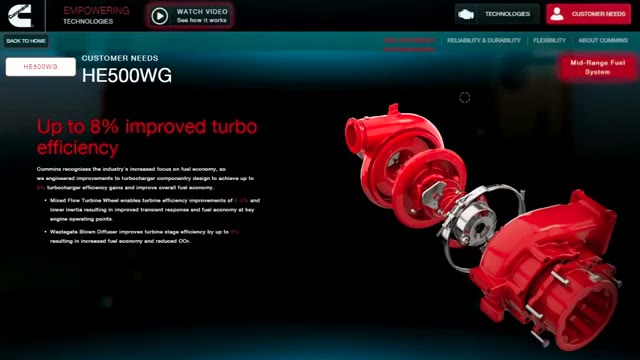 EMPOWERING
TECHNOLOGIES
WATCH VIDEO
See how it works
TECHNOLOGIES
CUSTOMER NEEDS
BACK TO HOME
RELIABILITY & DURABILITY
FLEXIBILITY
ABOUT CUMMINS
HE500WG
CUSTOMER NEEDS
HE500WG
Mid-Range Fuel
System
Up to 8% improved turbo
efficiency
Cummins recognises the industry's increased focus on fuel economy, so
we engineered improvements to turbocharger componentry design to achieve up to
turbocharger efficiency gains and improve overall fuel economy.
• Mixed Flow Turbine Wheel enables turbine efficiency improvements of and
lower inertia resulting in improved transient response and fuel economy at key
engine operating points.
• Wastegate Blown Diffuser improves turbine stage efficiency by up to
resulting in increased fuel economy and reduced CO₂.